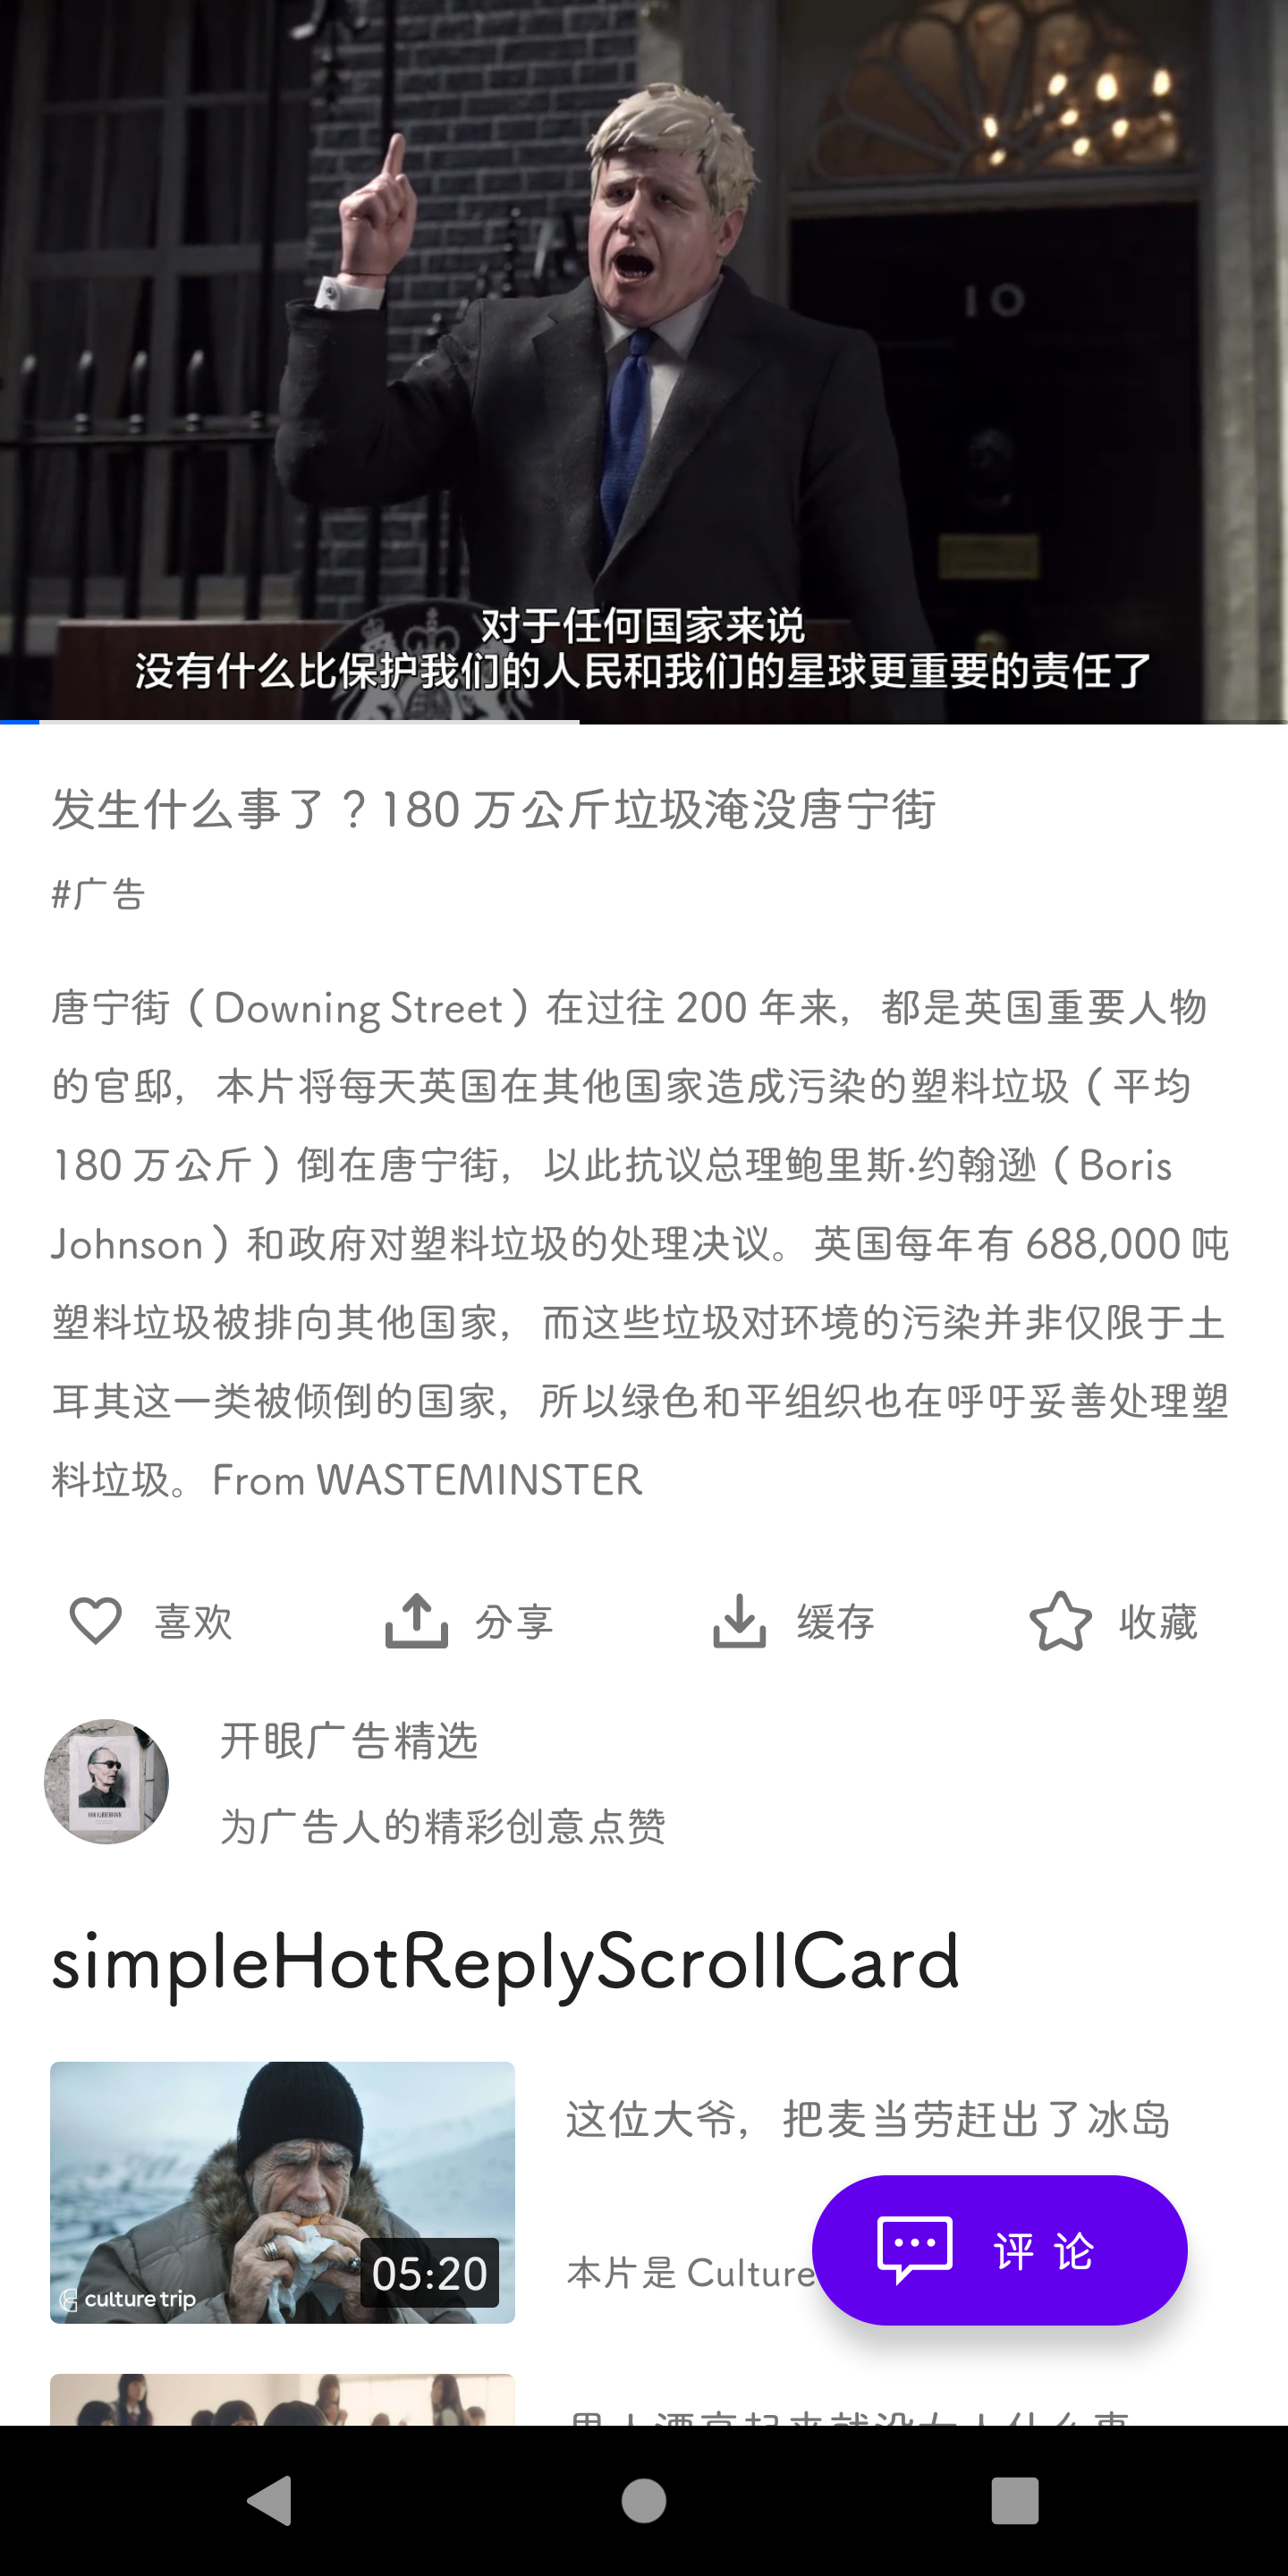 10
对于任何国家来说
没有什么比保护我们的人民和我们的星球更重要的责任了
发生什么事了？180 万公斤垃圾淹没唐宁街
#广告
唐宁街（Downing Street）在过往 200 年来，都是英国重要人物
的官邸，本片将每天英国在其他国家造成污染的塑料垃圾（平均
180 万公斤）倒在唐宁街，以此抗议总理鲍里斯·约翰逊（Boris
Johnson）和政府对塑料垃圾的处理决议。英国每年有 688,000 吨
塑料垃圾被排向其他国家，而这些垃圾对环境的污染并非仅限于土
耳其这一类被倾倒的国家，所以绿色和平组织也在呼吁妥善处理塑
料垃圾。From WASTEMINSTER
喜欢 分享 缓存 收藏
开眼广告精选
为广告人的精彩创意点赞
simpleHotReplyScrollCard
这位大爷，把麦当劳赶出了冰岛
05:20
culture trip
本片是 Culture
评论
男人漂亮起来就没女人什么事